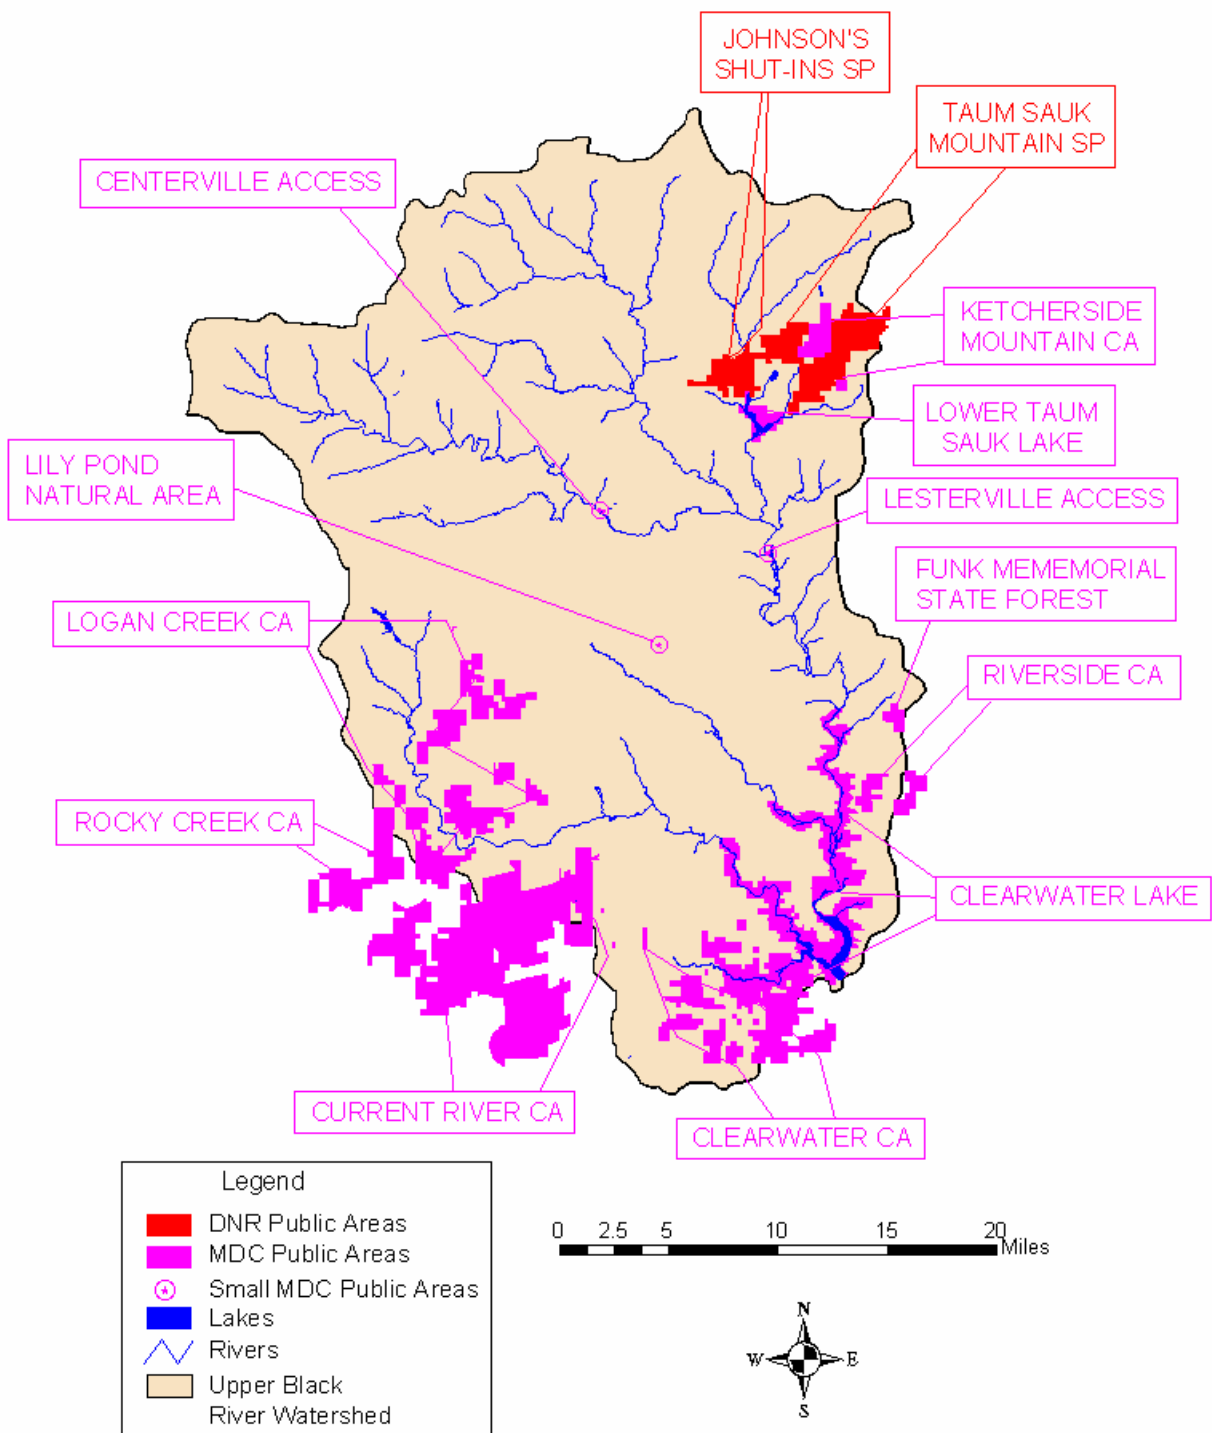 JOHNSON'S
SHUT-INS SP
TAUM SAUK
MOUNTAIN SP
CENTERVILLE ACCESS
KETCHERSIDE
MOUNTAIN CA
LOWER TAUM
SAUK LAKE
LILY POND
NATURAL AREA
LESTERVILLE ACCESS
FUNK MEMEMORIAL
STATE FOREST
LOGAN CREEK CA
RIVERSIDE CA
ROCKY CREEK CA
CLEARWATER LAKE
CURRENT RIVER CA
CLEARWATER CA
Legend
DNR Public Areas
MDC Public Areas
Small MDC Public Areas
Lakes
Rivers
Upper Black
River Watershed
0 2.5 5 10 15 20
Miles
N
W E
S